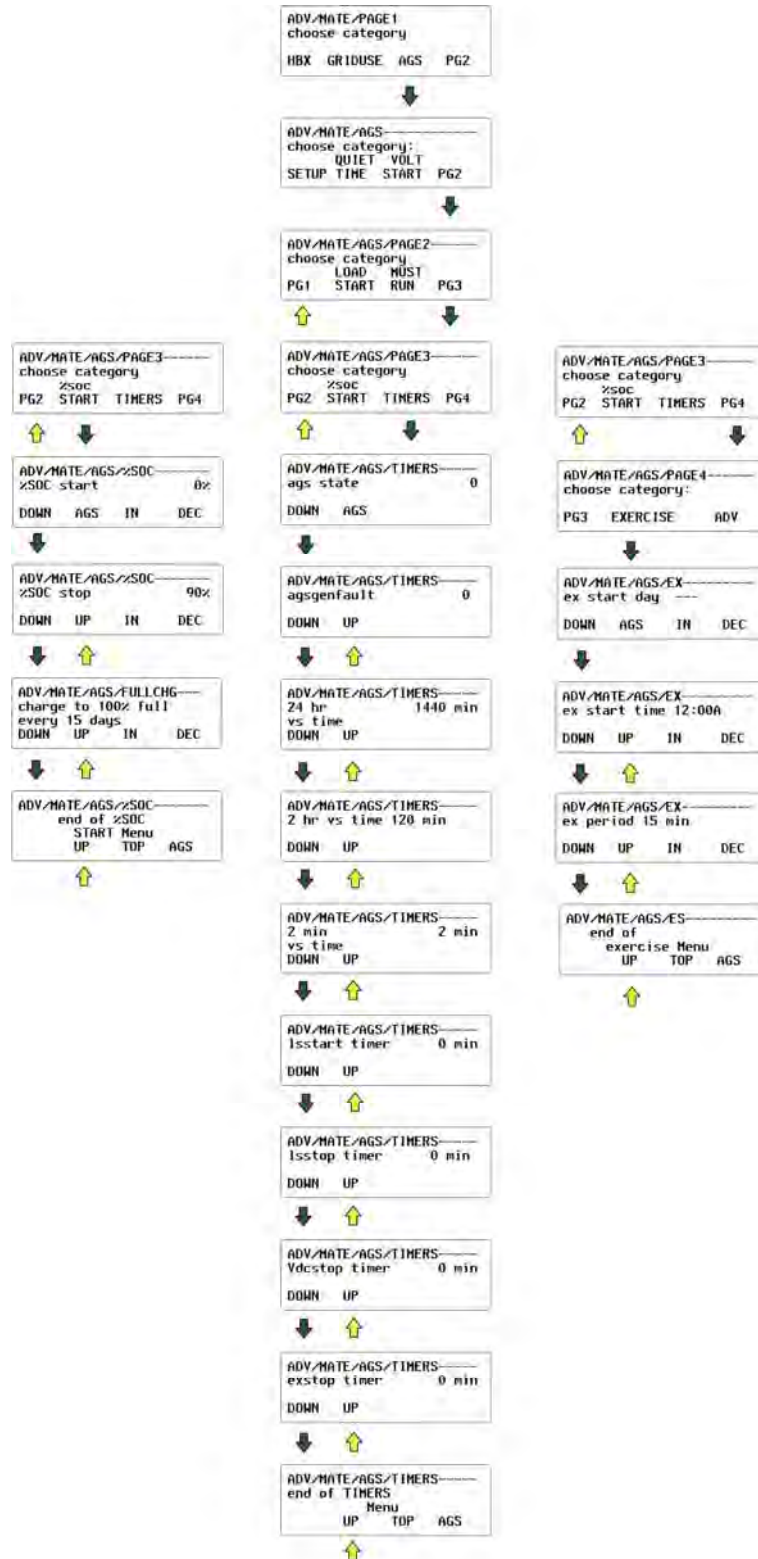 ADV/MATE/PAGE1
choose category
HBX GRIDUSE AGS PG2
ADV/MATE/AGS-----------
choose category:
QUIET VOLT
SETUP TIME START PG2
ADV/MATE/AGS/PAGE2------
choose category
LOAD MUST
PG1 START RUN PG3
ADV/MATE/AGS/PAGE3------
choose category
%soc
PG2 START TIMERS PG4
ADV/MATE/AGS/%SOC------
%SOC start 0%
DOWN AGS IN DEC
ADV/MATE/AGS/%SOC------
%SOC stop 90%
DOWN UP IN DEC
ADV/MATE/AGS/FULLCHG---
charge to 100% full
every 15 days
DOWN UP IN DEC
ADV/MATE/AGS/%SOC------
end of %SOC
START Menu
UP TOP AGS
ADV/MATE/AGS/PAGE3------
choose category
%soc
PG2 START TIMERS PG4
ADV/MATE/AGS/TIMERS-----
ags state 0
DOWN AGS
ADV/MATE/AGS/TIMERS-----
agsgenfault 0
DOWN UP
ADV/MATE/AGS/TIMERS-----
24 hr 1440 min
vs time
DOWN UP
ADV/MATE/AGS/TIMERS-----
2 hr vs time 120 min
DOWN UP
ADV/MATE/AGS/TIMERS-----
2 min 2 min
vs time
DOWN UP
ADV/MATE/AGS/TIMERS-----
lsstart timer 0 min
DOWN UP
ADV/MATE/AGS/TIMERS-----
lsstop timer 0 min
DOWN UP
ADV/MATE/AGS/TIMERS-----
Vdcstop timer 0 min
DOWN UP
ADV/MATE/AGS/TIMERS-----
exstop timer 0 min
DOWN UP
ADV/MATE/AGS/TIMERS-----
end of TIMERS
Menu
UP TOP AGS
ADV/MATE/AGS/PAGE3------
choose category
%soc
PG2 START TIMERS PG4
ADV/MATE/AGS/PAGE4------
choose category:
PG3 EXERCISE ADV
ADV/MATE/AGS/EX---------
ex start day ---
DOWN AGS IN DEC
ADV/MATE/AGS/EX---------
ex start time 12:00A
DOWN UP IN DEC
ADV/MATE/AGS/EX---------
ex period 15 min
DOWN UP IN DEC
ADV/MATE/AGS/ES---------
end of
exercise Menu
UP TOP AGS